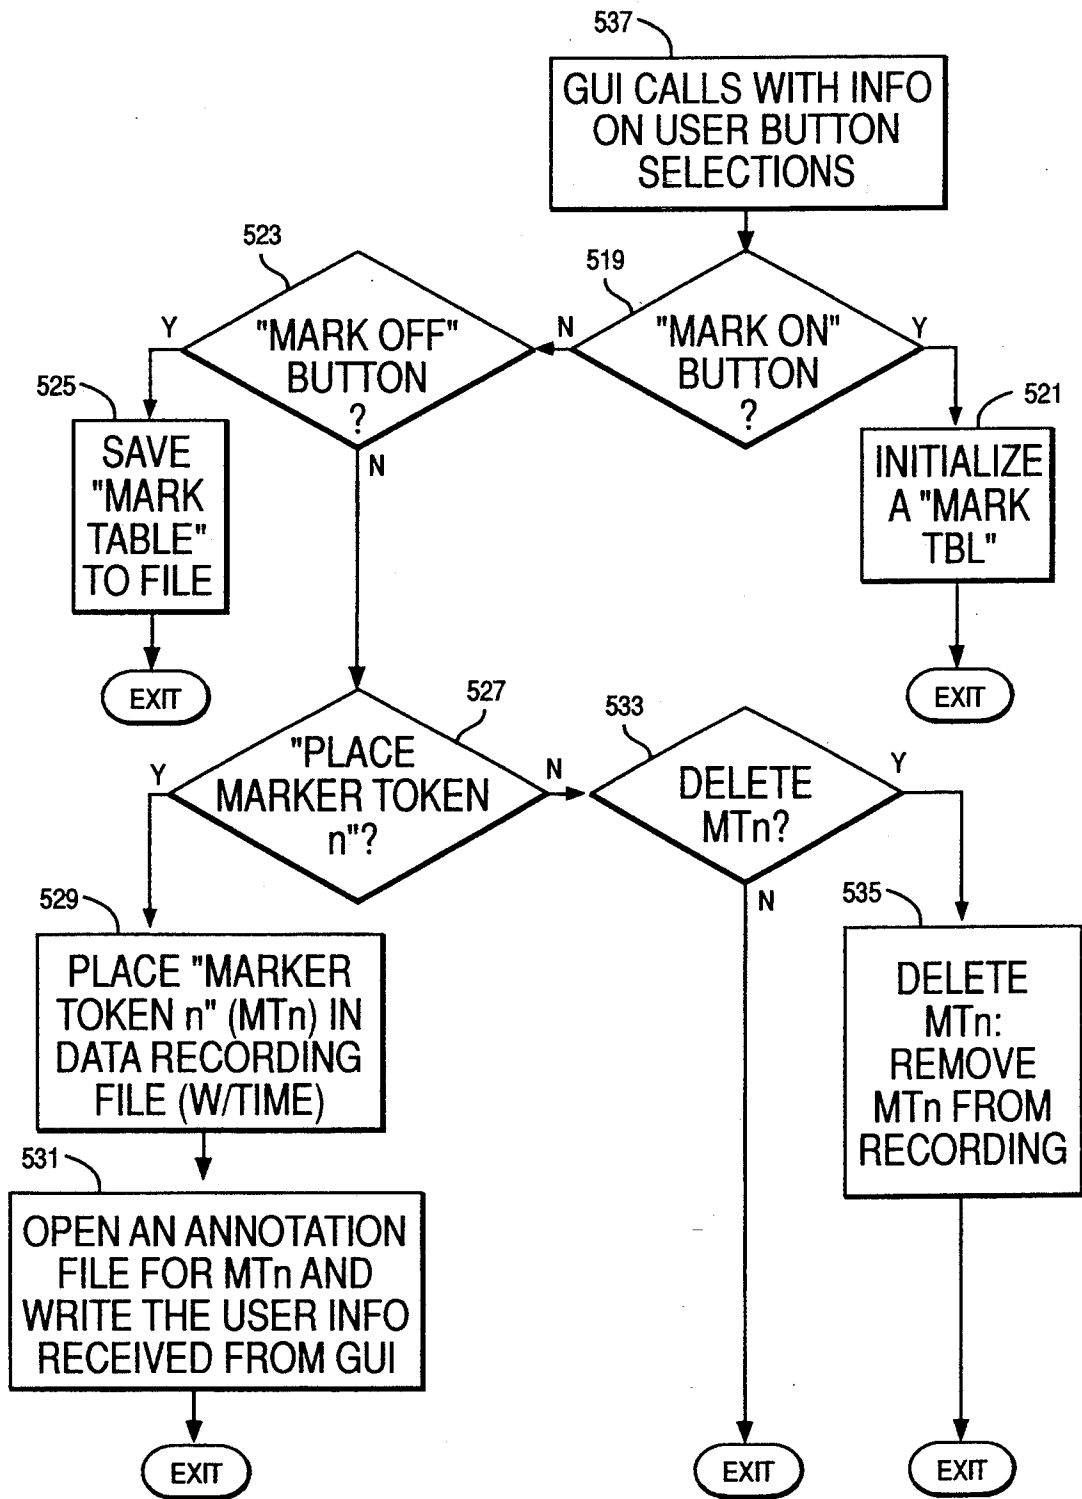 537
GUI CALLS WITH INFO
ON USER BUTTON
SELECTIONS
523
519
Y
"MARK OFF"
BUTTON
?
N
"MARK ON"
BUTTON
?
Y
525
SAVE
"MARK
TABLE"
TO FILE
N
521
INITIALIZE
A "MARK
TBL"
EXIT
EXIT
527
533
Y
"PLACE
MARKER TOKEN
n"?
N
DELETE
MTn?
Y
N
529
PLACE "MARKER
TOKEN n" (MTn) IN
DATA RECORDING
FILE (W/TIME)
535
DELETE
MTn:
REMOVE
MTn FROM
RECORDING
531
OPEN AN ANNOTATION
FILE FOR MTn AND
WRITE THE USER INFO
RECEIVED FROM GUI
EXIT
EXIT
EXIT